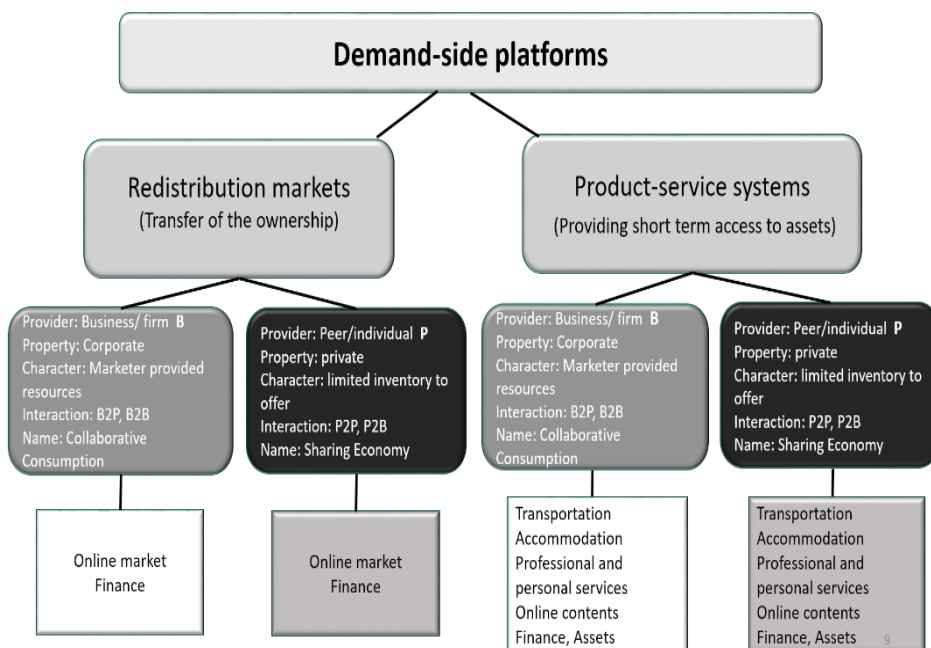 Demand-side platforms
Redistribution markets
(Transfer of the ownership)
Product-service systems
(Providing short term access to assets)
Provider: Business/ firm B
Property: Corporate
Character: Marketer provided
resources
Interaction: B2P, B2B
Name: Collaborative
Consumption
Provider: Peer/individual P
Property: private
Character: limited inventory to
offer
Interaction: P2P, P2B
Name: Sharing Economy
Provider: Business/ firm B
Property: Corporate
Character: Marketer provided
resources
Interaction: B2P, B2B
Name: Collaborative
Consumption
Provider: Peer/individual P
Property: private
Character: limited inventory to
offer
Interaction: P2P, P2B
Name: Sharing Economy
Online market
Finance
Online market
Finance
Transportation
Accommodation
Professional and
personal services
Online contents
Finance, Assets
Transportation
Accommodation
Professional and
personal services
Online contents
Finance, Assets
9